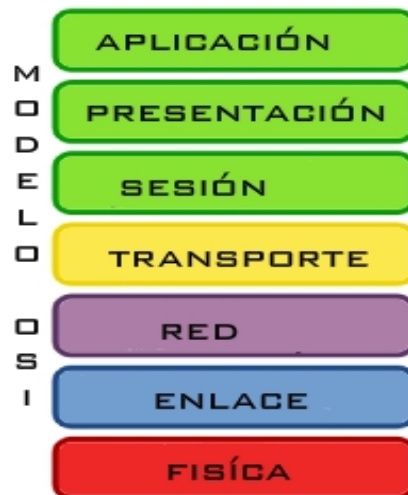 MODELO OSI
APLICACIÓN
PRESENTACIÓN
SESIÓN
TRANSPORTE
RED
ENLACE
FISÍCA